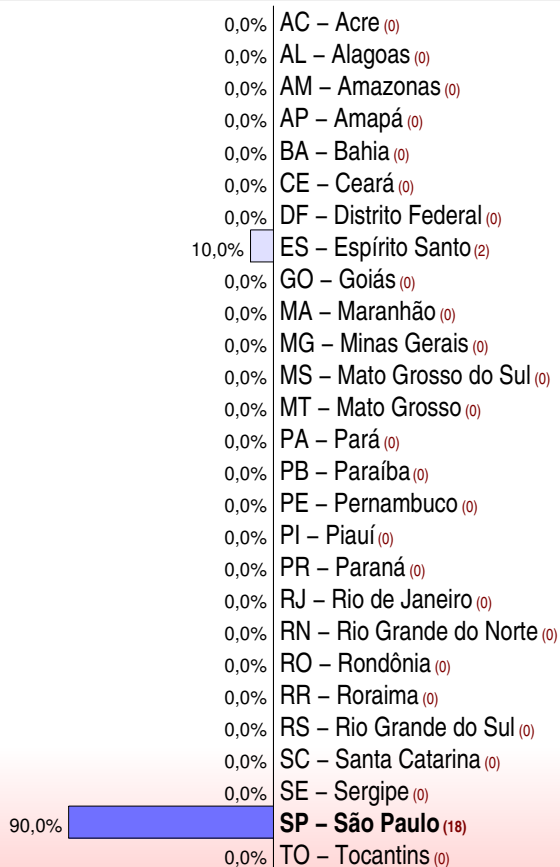 0,0% AC – Acre (0)
0,0% AL – Alagoas (0)
0,0% AM – Amazonas (0)
0,0% AP – Amapá (0)
0,0% BA – Bahia (0)
0,0% CE – Ceará (0)
0,0% DF – Distrito Federal (0)
10,0% ES – Espírito Santo (2)
0,0% GO – Goiás (0)
0,0% MA – Maranhão (0)
0,0% MG – Minas Gerais (0)
0,0% MS – Mato Grosso do Sul (0)
0,0% MT – Mato Grosso (0)
0,0% PA – Pará (0)
0,0% PB – Paraíba (0)
0,0% PE – Pernambuco (0)
0,0% PI – Piauí (0)
0,0% PR – Paraná (0)
0,0% RJ – Rio de Janeiro (0)
0,0% RN – Rio Grande do Norte (0)
0,0% RO – Rondônia (0)
0,0% RR – Roraima (0)
0,0% RS – Rio Grande do Sul (0)
0,0% SC – Santa Catarina (0)
0,0% SE – Sergipe (0)
90,0% SP – São Paulo (18)
0,0% TO – Tocantins (0)